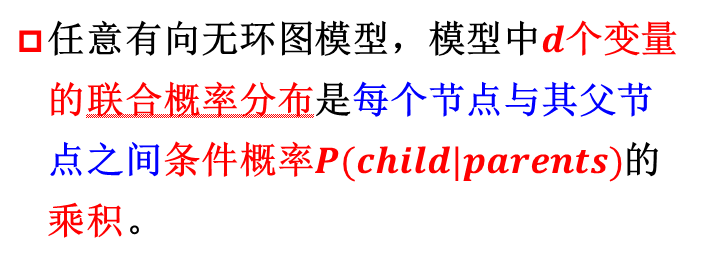 任意有向无环图模型，模型中d个变量
的联合概率分布是每个节点与其父节
点之间条件概率P(child|parents)的
乘积。